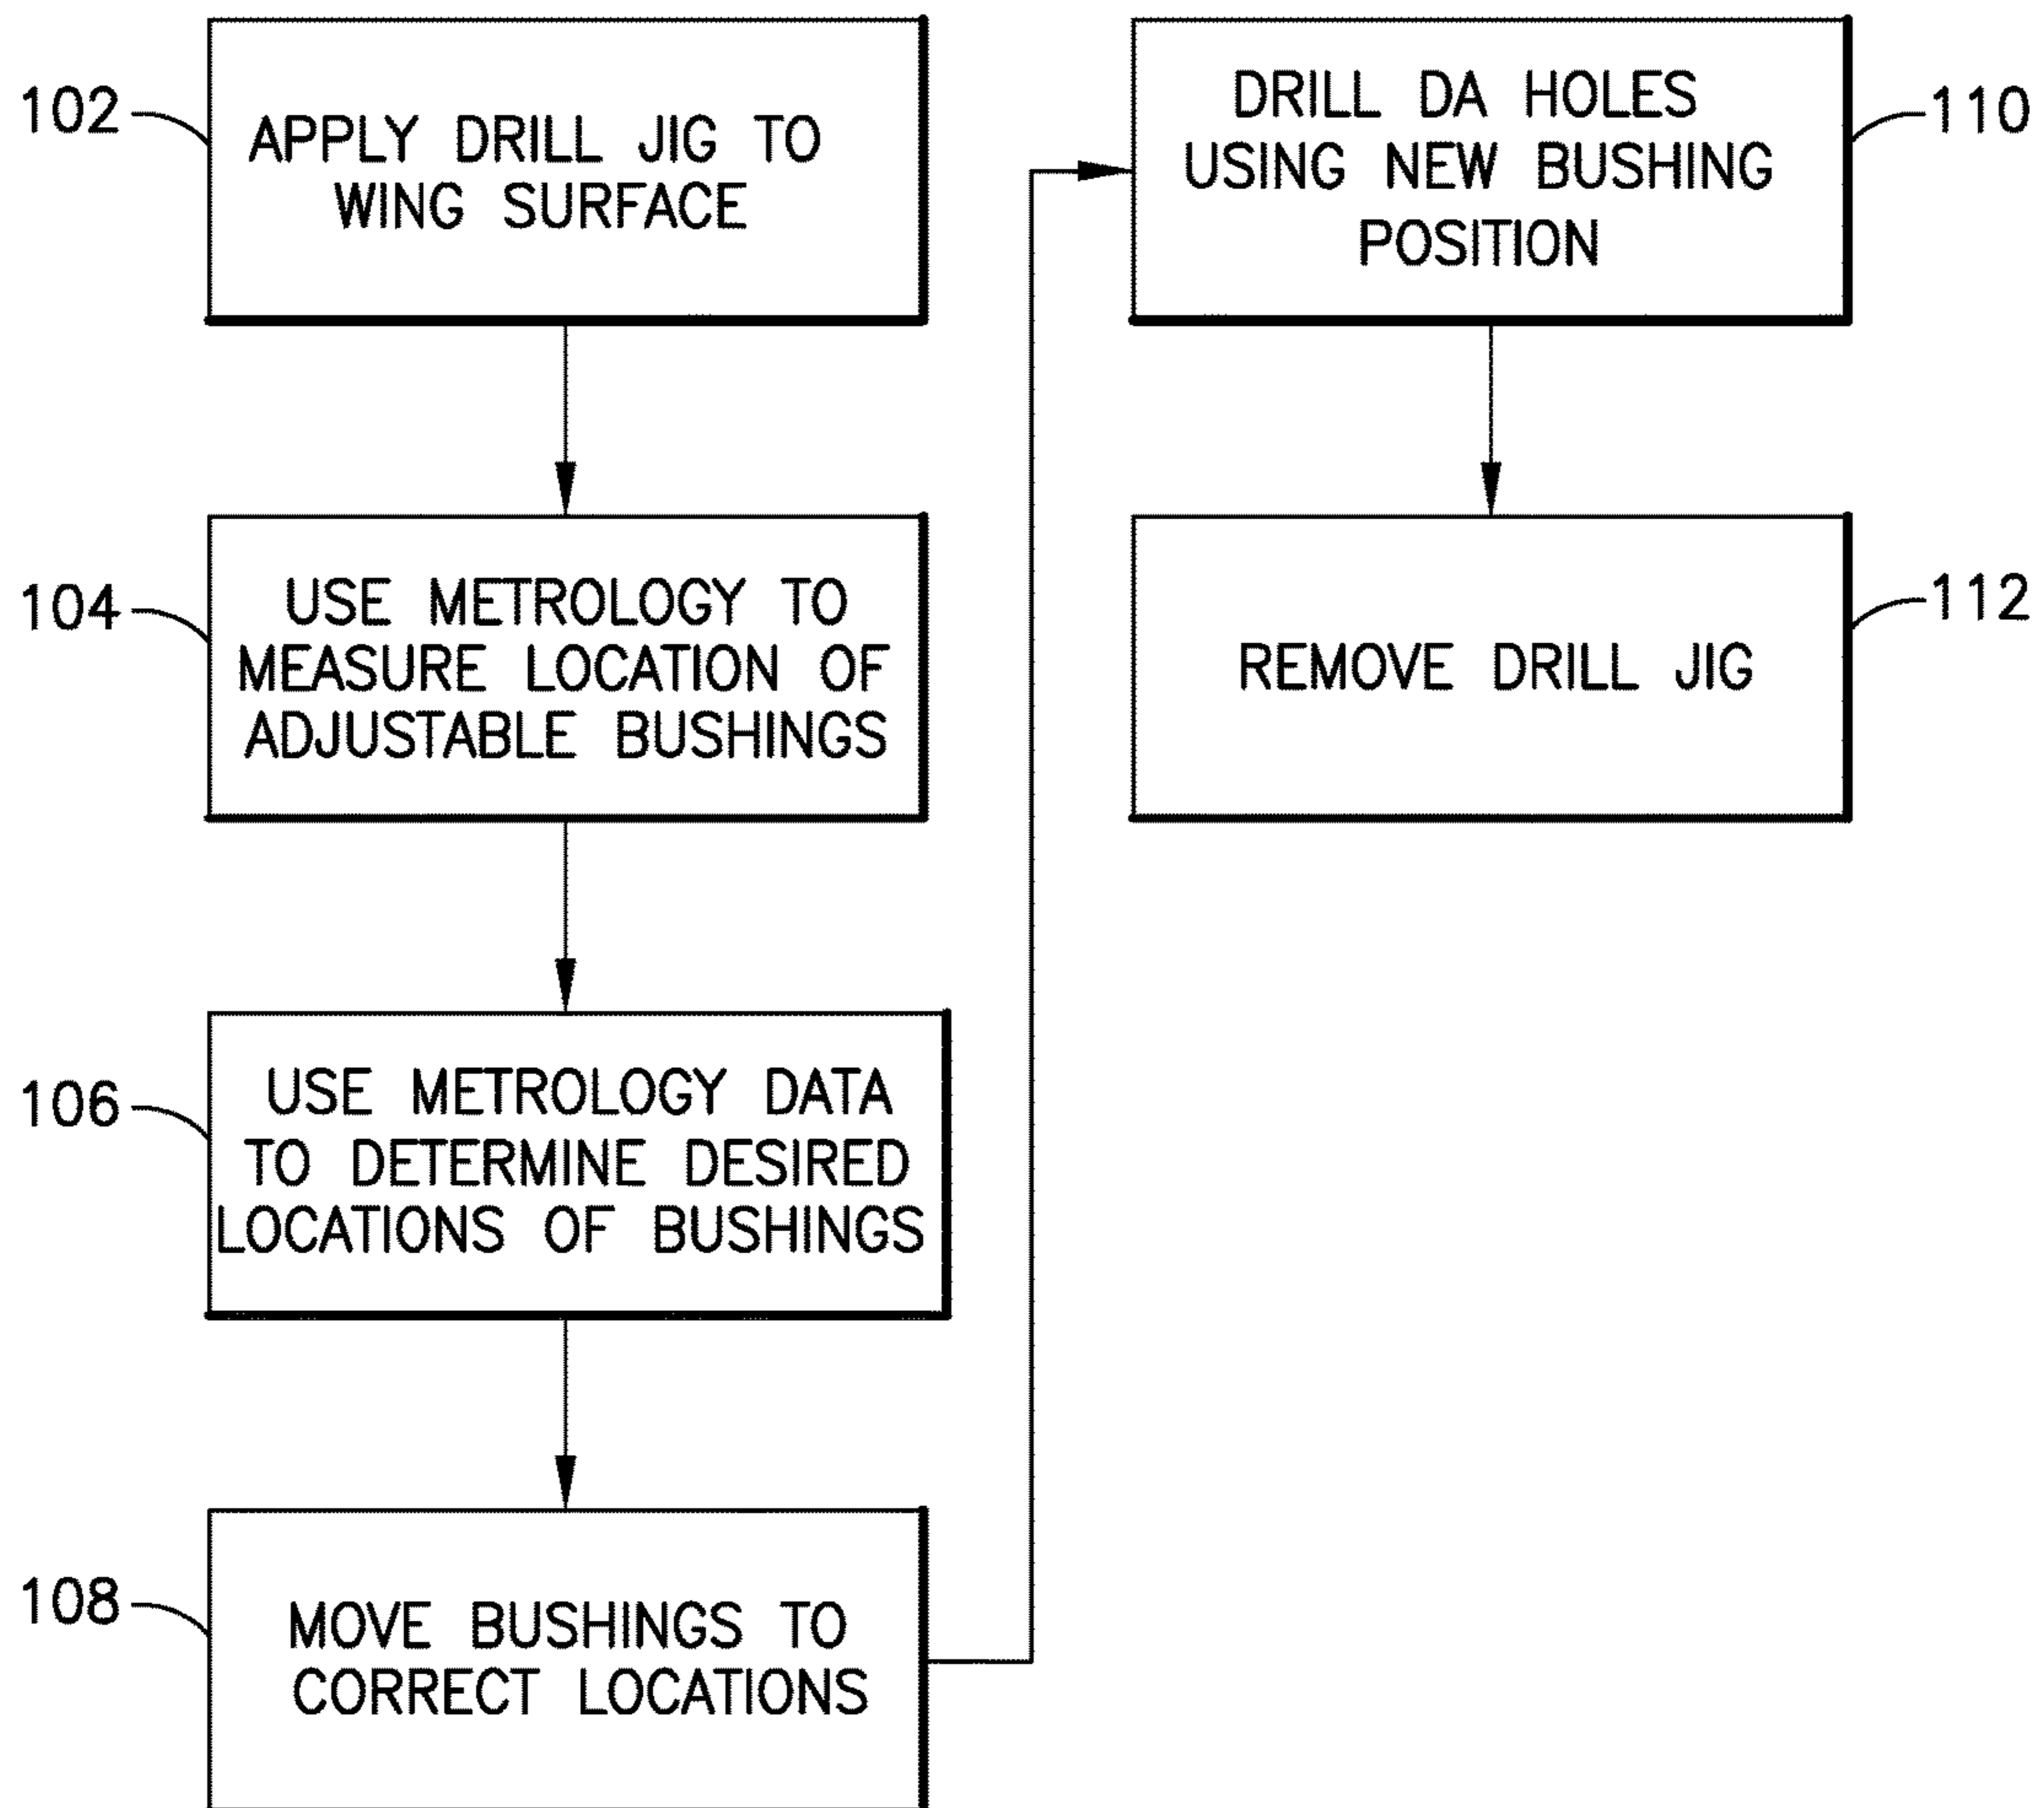 102
APPLY DRILL JIG TO
WING SURFACE
104
USE METROLOGY TO
MEASURE LOCATION OF
ADJUSTABLE BUSHINGS
106
USE METROLOGY DATA
TO DETERMINE DESIRED
LOCATIONS OF BUSHINGS
108
MOVE BUSHINGS TO
CORRECT LOCATIONS
110
DRILL DA HOLES
USING NEW BUSHING
POSITION
112
REMOVE DRILL JIG